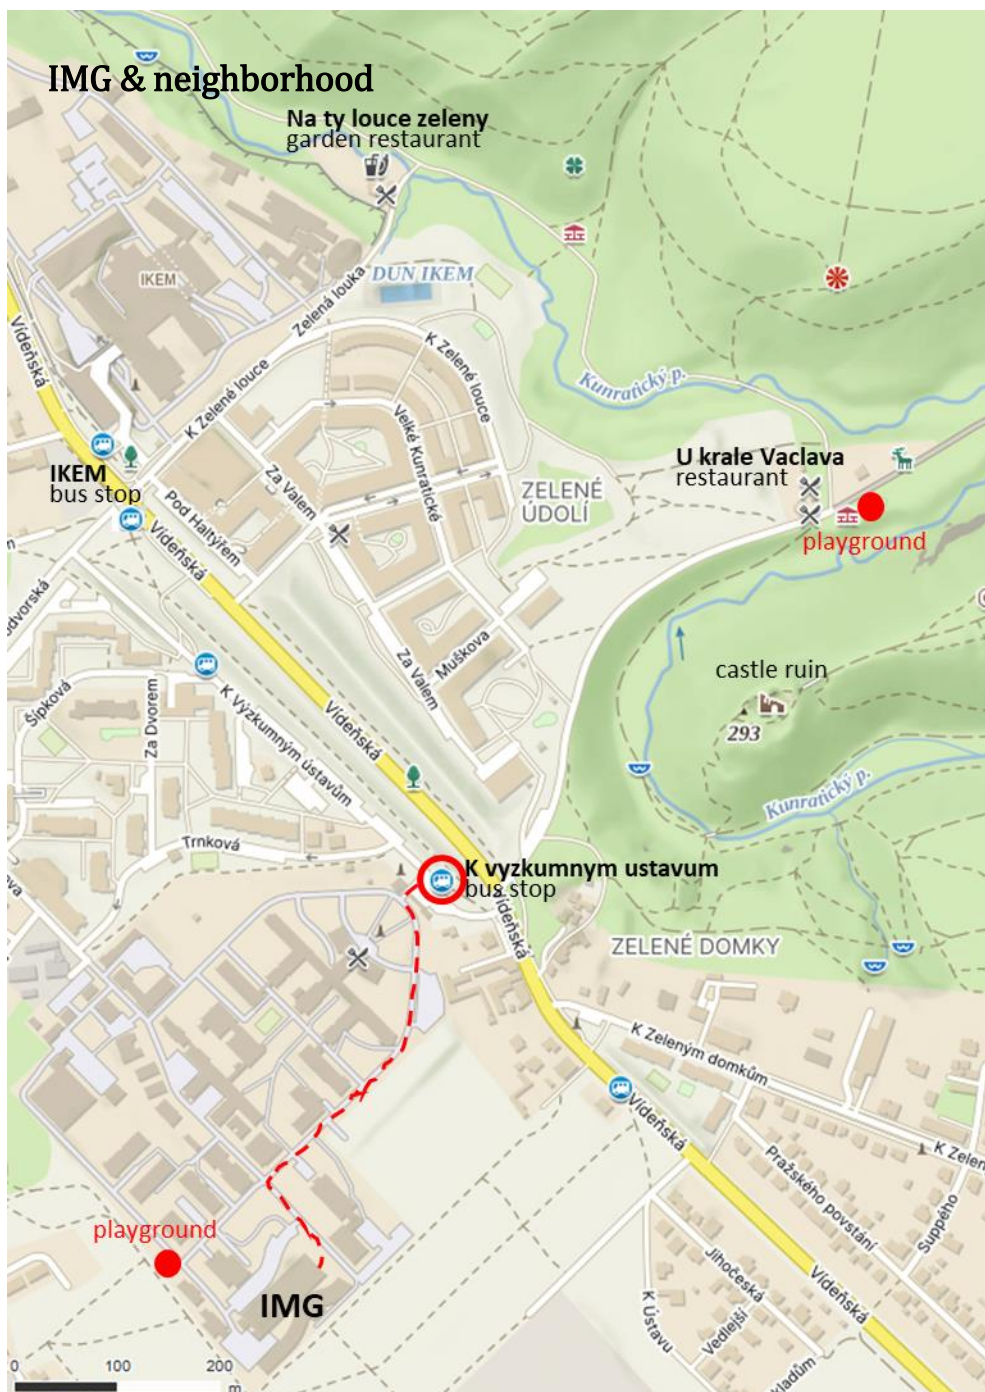 IMG & neighborhood
Na ty louce zeleny
garden restaurant
IKEM
DUN IKEM
Zelená louka
Vídeňská
K Zelené louce
K Zelené louce
Kunratický p.
Velké Kunratické
U krale Vaclava
restaurant
IKEM
bus stop
Za Valem
ZELENÉ
ÚDOLÍ
Pod Haltýřem
Vídeňská
playground
Muškova
Za Valem
castle ruin
Šípková
Za Dvorem
K Výzkumným ústavům
Vídeňská
293
Kunratický p.
Trnková
K vyzkumnym ustavum
bus stop
Vídeňská
ZELENÉ DOMKY
K Zeleným domkům
Vídeňská
K Zelen
Pražského povstání
Suppého
playground
Jihočeská
Vídeňská
IMG
K Ústavu
Vedlejší
kladům
0 100 200
m